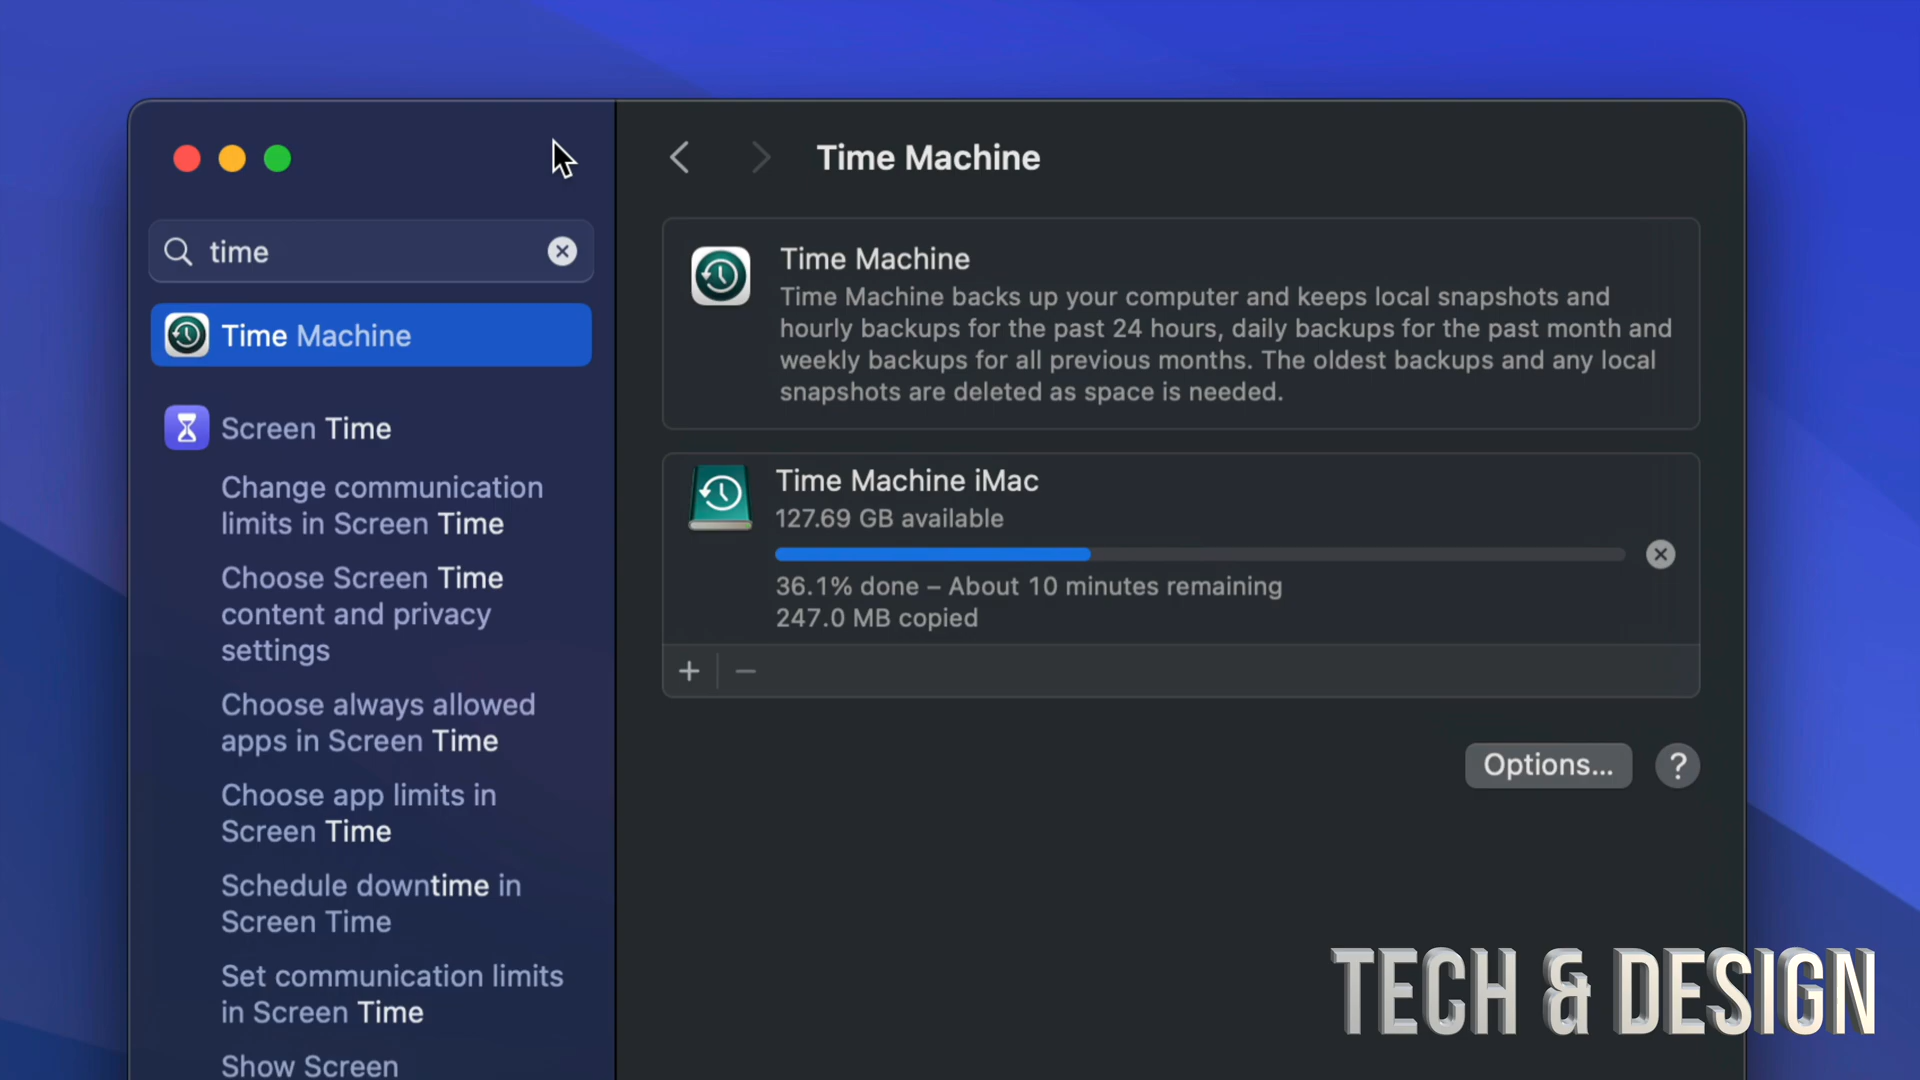 time
Time Machine
Screen Time
Change communication
limits in Screen Time
Choose Screen Time
content and privacy
settings
Choose always allowed
apps in Screen Time
Choose app limits in
Screen Time
Schedule downtime in
Screen Time
Set communication limits
in Screen Time
Show Screen
Time Machine
Time Machine
Time Machine backs up your computer and keeps local snapshots and
hourly backups for the past 24 hours, daily backups for the past month and
weekly backups for all previous months. The oldest backups and any local
snapshots are deleted as space is needed.
Time Machine iMac
127.69 GB available
36.1% done – About 10 minutes remaining
247.0 MB copied
+ −
Options...
?
TECH & DESIGN